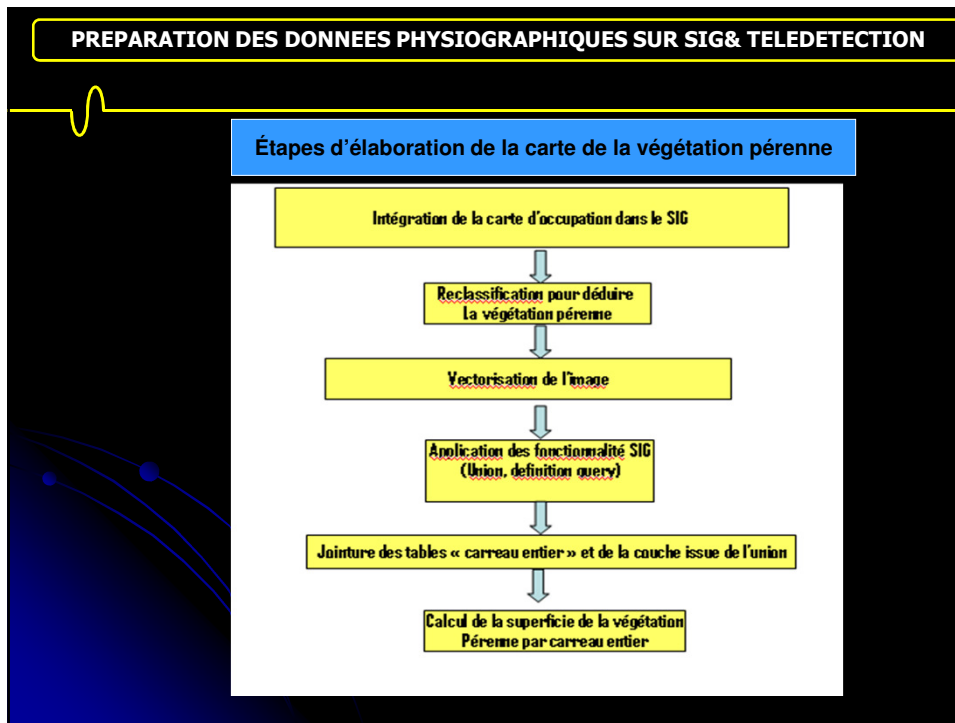 PREPARATION DES DONNEES PHYSIOGRAPHIQUES SUR SIG& TELEDETECTION
Étapes d'élaboration de la carte de la végétation pérenne
Intégration de la carte d'occupation dans le SIG
Reclassification pour déduire
La végétation pérenne
Vectorisation de l'image
Application des fonctionnalité SIG
(Union, definition query)
Jointure des tables « carreau entier » et de la couche issue de l'union
Calcul de la superficie de la végétation
Pérenne par carreau entier